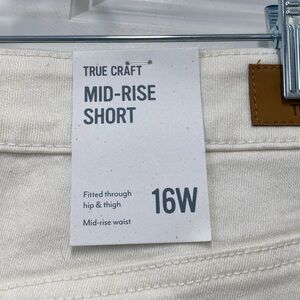 TRUE CRAFT
MID-RISE
SHORT
Fitted through
hip & thigh
16W
Mid-rise waist